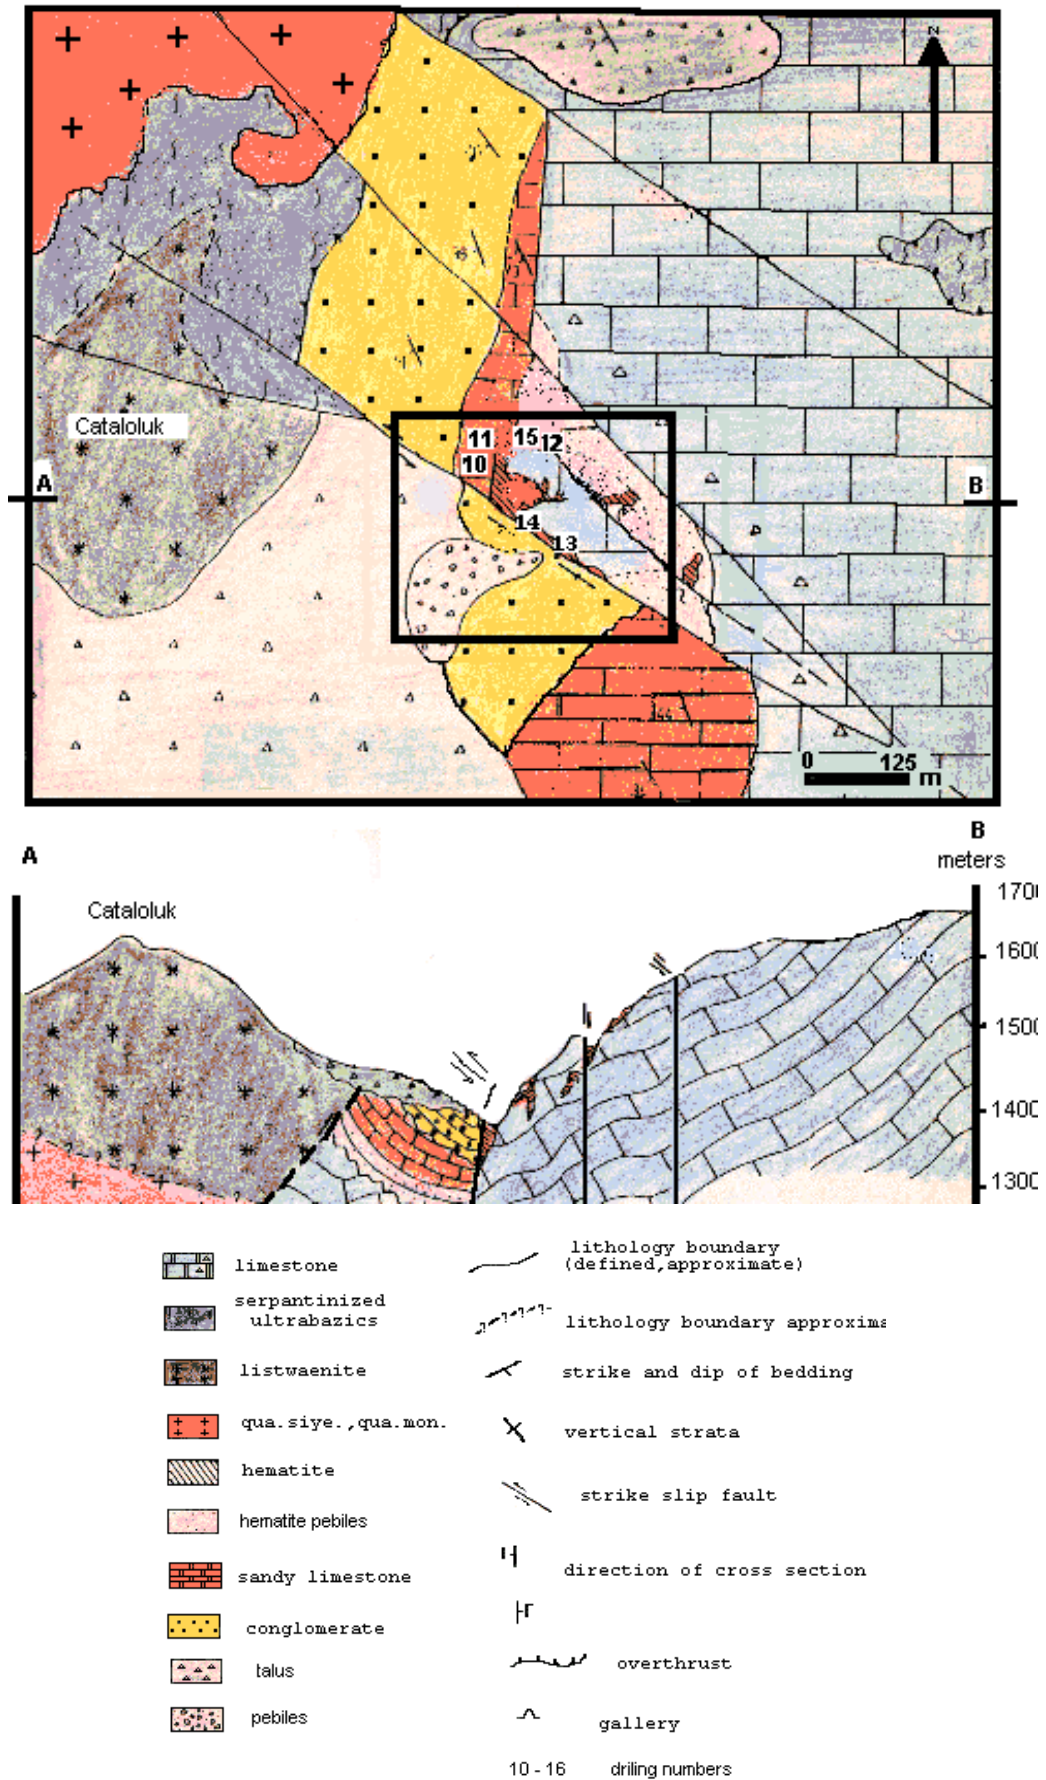 N
Cataloluk
11
15 12
10
A
B
14
13
44
0 125 m
A
B
meters
Cataloluk
1700
1600
1500
1400
1300
limestone
serpantinized
ultrabazics
listwaenite
qua.siye.,qua.mon.
hematite
hematite pebiles
sandy limestone
conglomerate
talus
pebiles
lithology boundary
(defined,approximate)
lithology boundary approxima
strike and dip of bedding
vertical strata
strike slip fault
direction of cross section
overthrust
gallery
10 - 16 driling numbers